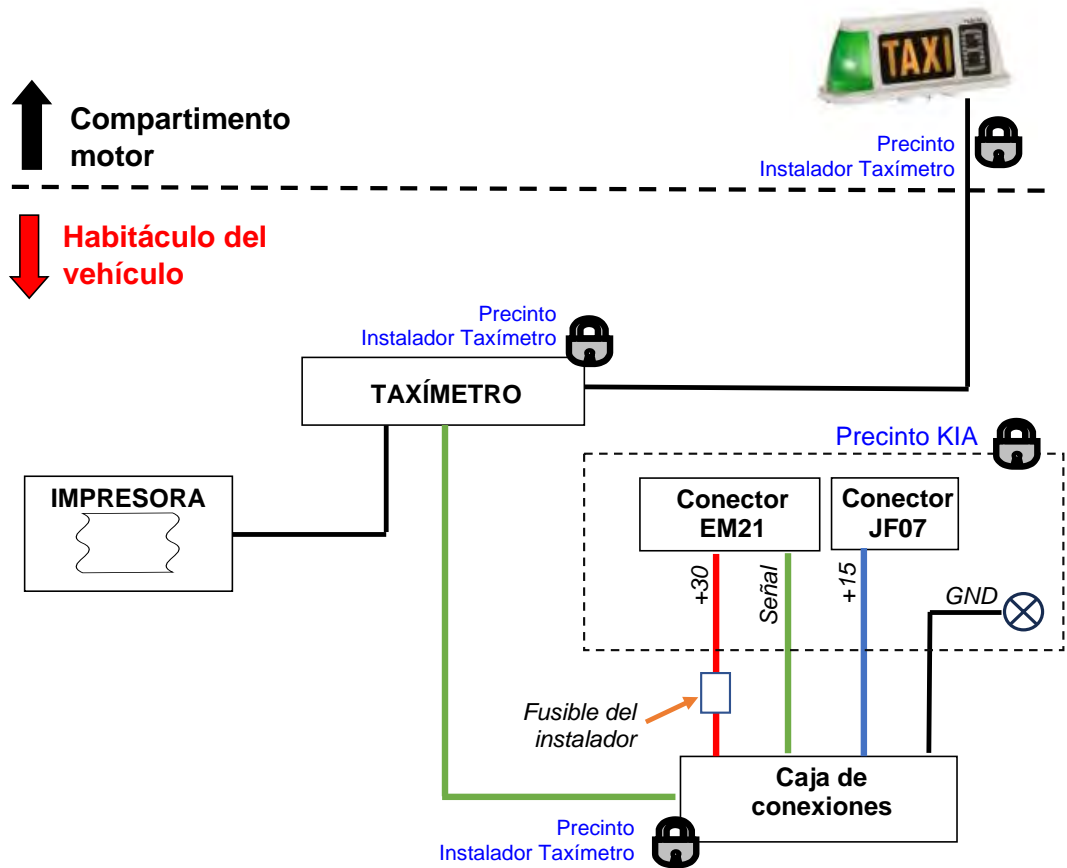 TAXI
Compartimento
motor
Precinto
Instalador Taxímetro
Habitáculo del
vehículo
Precinto
Instalador Taxímetro
TAXÍMETRO
Precinto KIA
IMPRESORA
Conector
EM21
Conector
JF07
+30
Señal
+15
GND
Fusible del
instalador
Caja de
conexiones
Precinto
Instalador Taxímetro